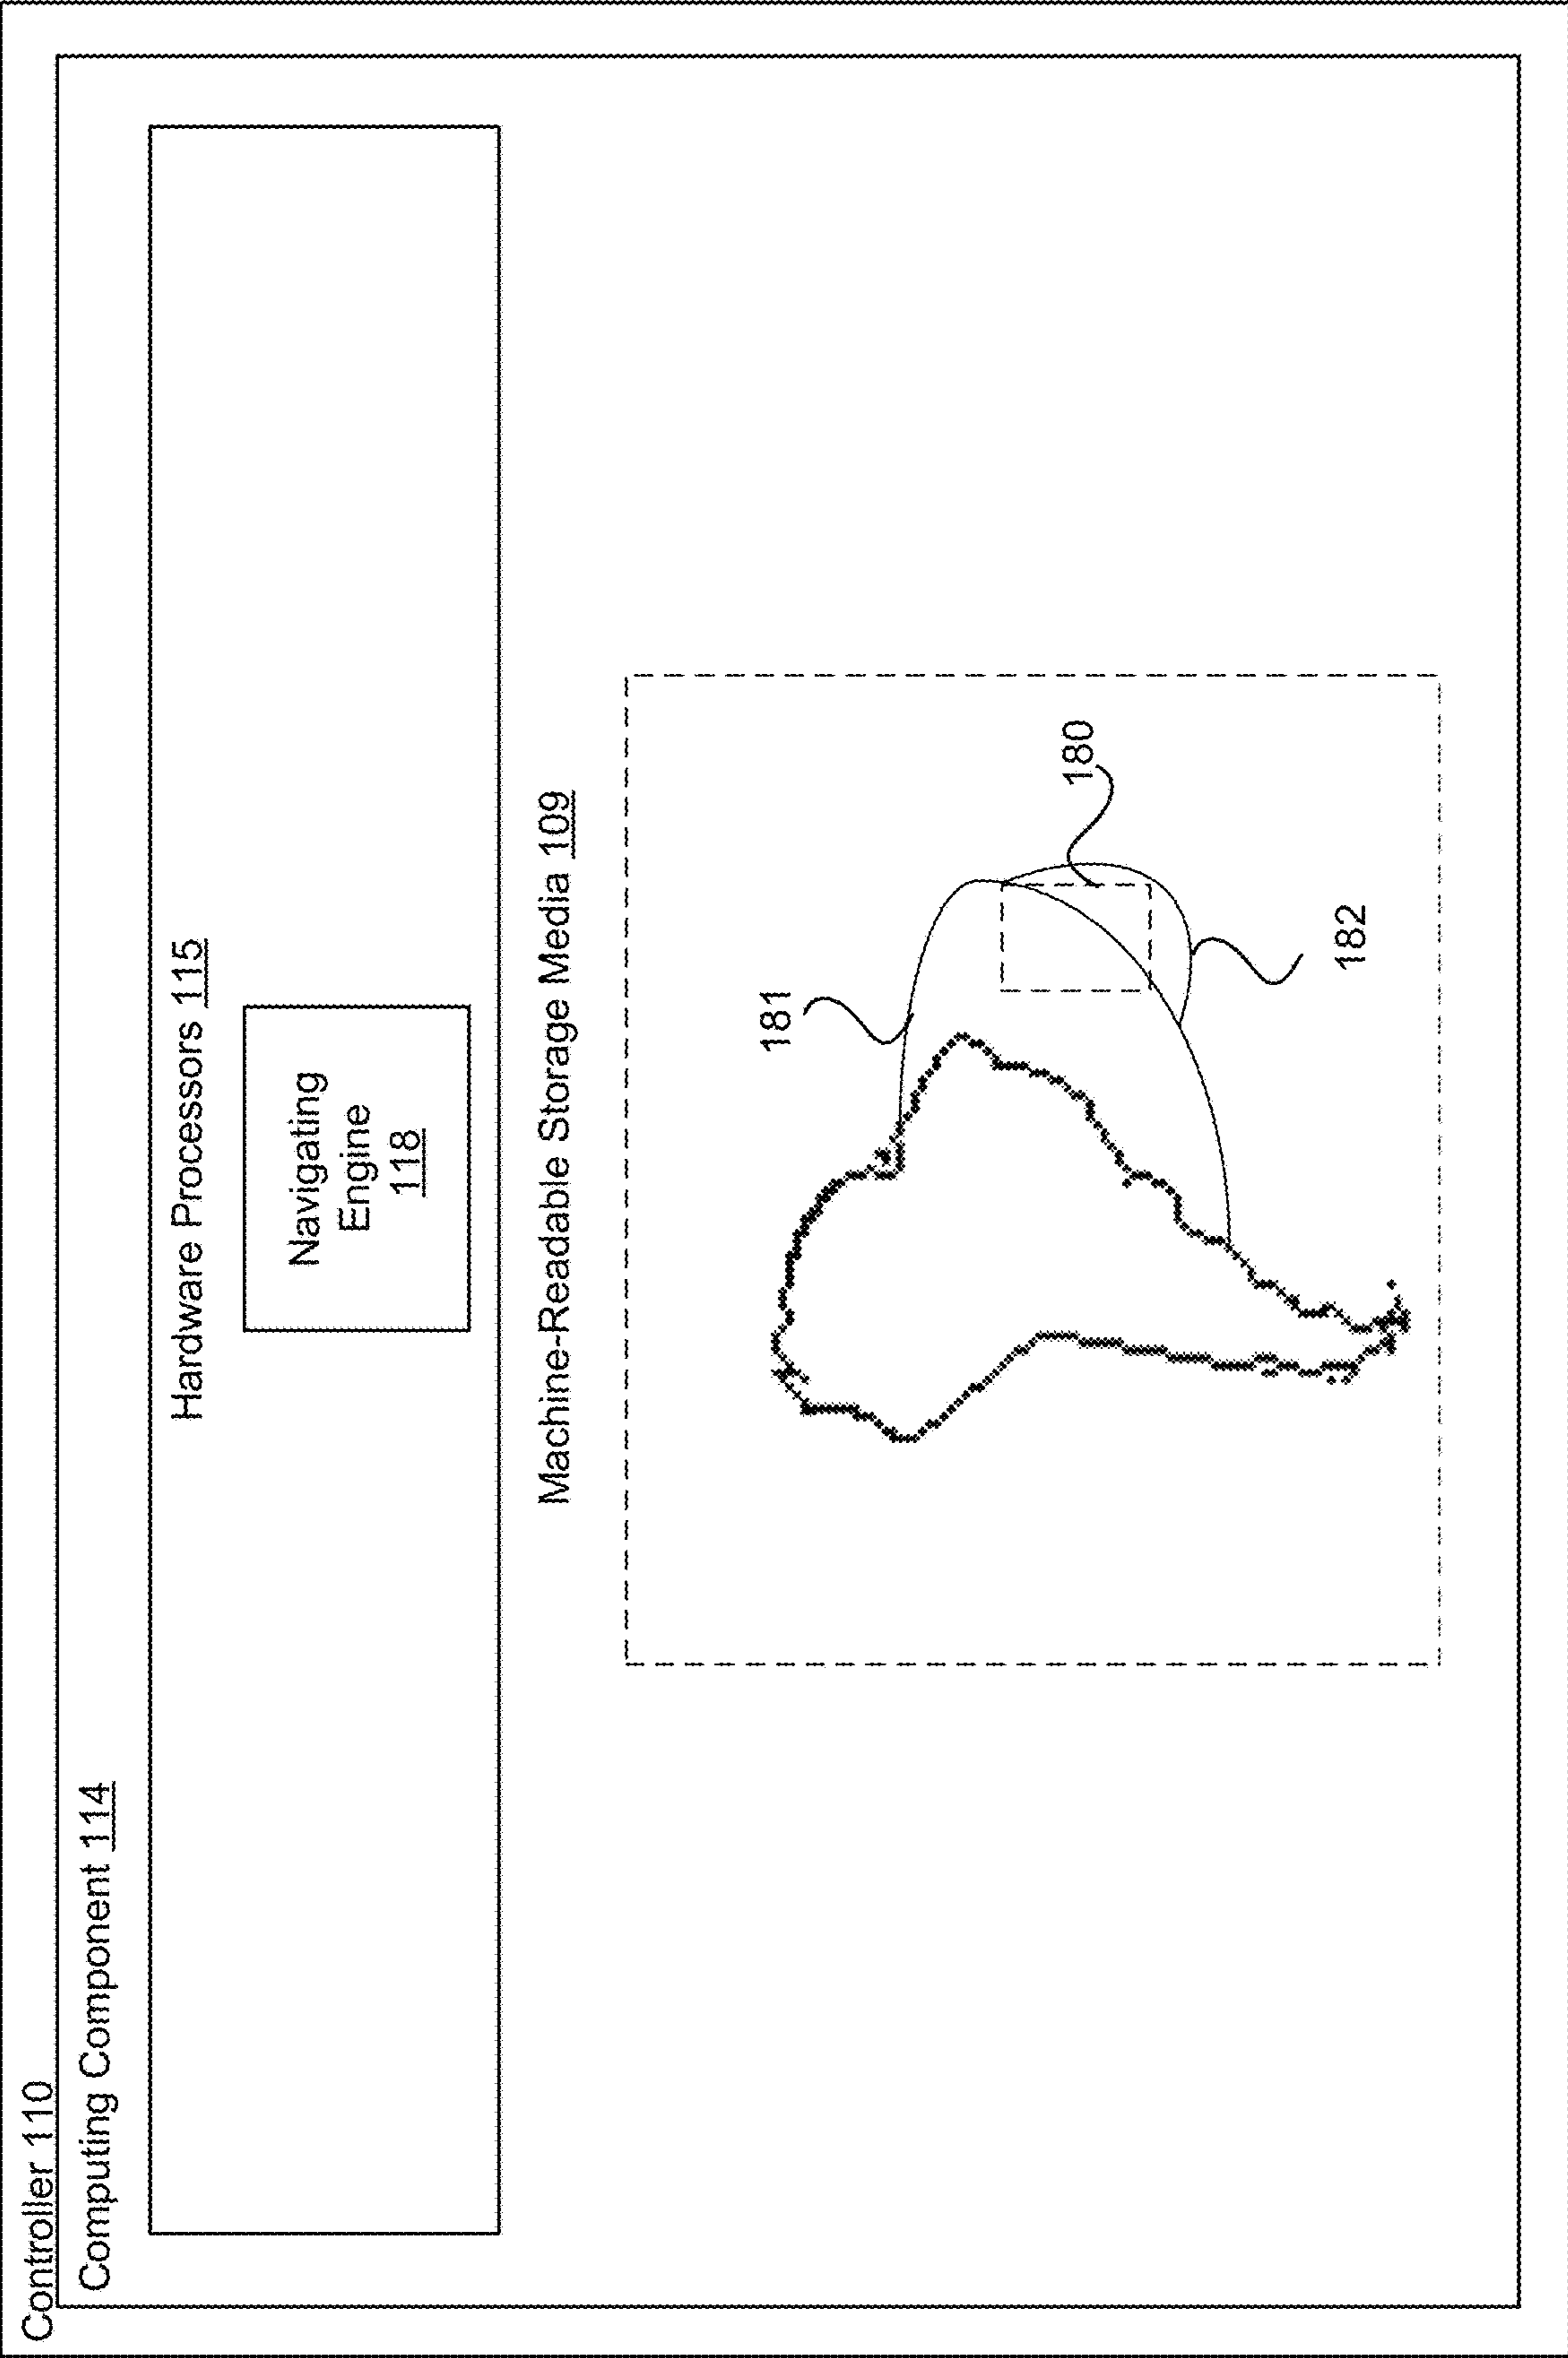 Controller 110
Computing Component 114
Hardware Processors 115
Navigating
Engine
118
Machine-Readable Storage Media 109
181
180
182